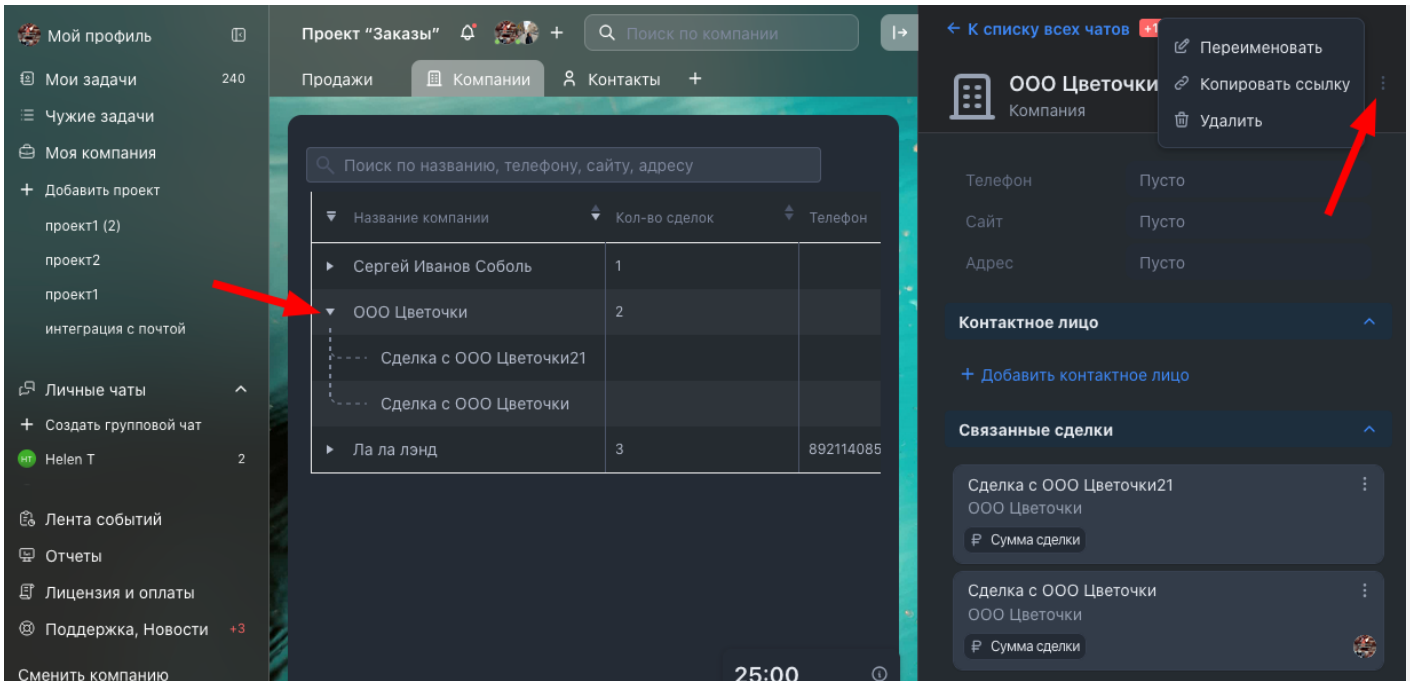 Мой профиль
Мои задачи 240
Чужие задачи
Моя компания
+ Добавить проект
проект1 (2)
проект2
проект1
интеграция с почтой
Личные чаты
+ Создать групповой чат
HT Helen T 2
Лента событий
Отчеты
Лицензия и оплаты
Поддержка, Новости +3
Сменить компанию
Проект “Заказы” + Поиск по компании
Продажи Компании Контакты +
Поиск по названию, телефону, сайту, адресу
Название компании Кол-во сделок Телефон
Сергей Иванов Соболь 1
ООО Цветочки 2
Сделка с ООО Цветочки21
Сделка с ООО Цветочки
Ла ла лэнд 3 892114085
25:00
← К списку всех чатов +1
Переименовать
Копировать ссылку
Удалить
ООО Цветочки
Компания
Телефон Пусто
Сайт Пусто
Адрес Пусто
Контактное лицо
+ Добавить контактное лицо
Связанные сделки
Сделка с ООО Цветочки21
ООО Цветочки
₽ Сумма сделки
Сделка с ООО Цветочки
ООО Цветочки
₽ Сумма сделки